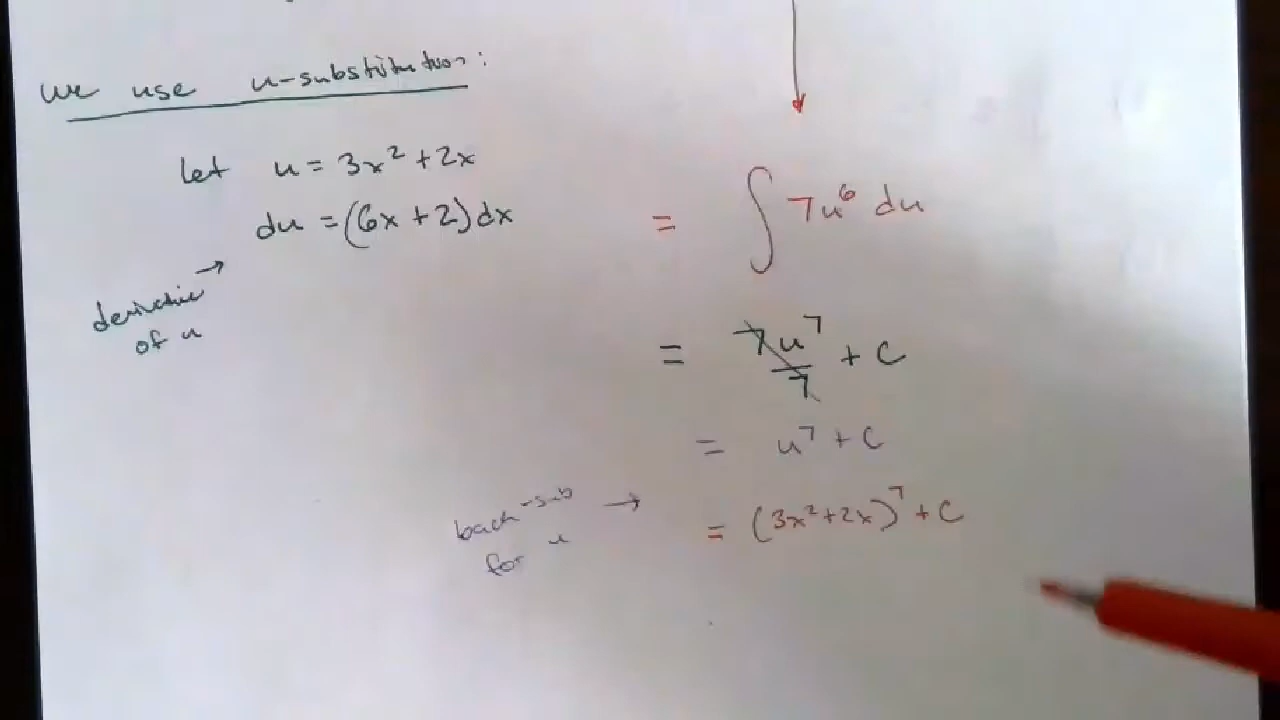 we use u-substitution:
let u = 3x² + 2x
du = (6x + 2) dx
derivative
of u
= ∫ 7u⁶ du
= 7u⁷/7 + C
= u⁷ + C
back-sub →
for u
= (3x² + 2x)⁷ + C